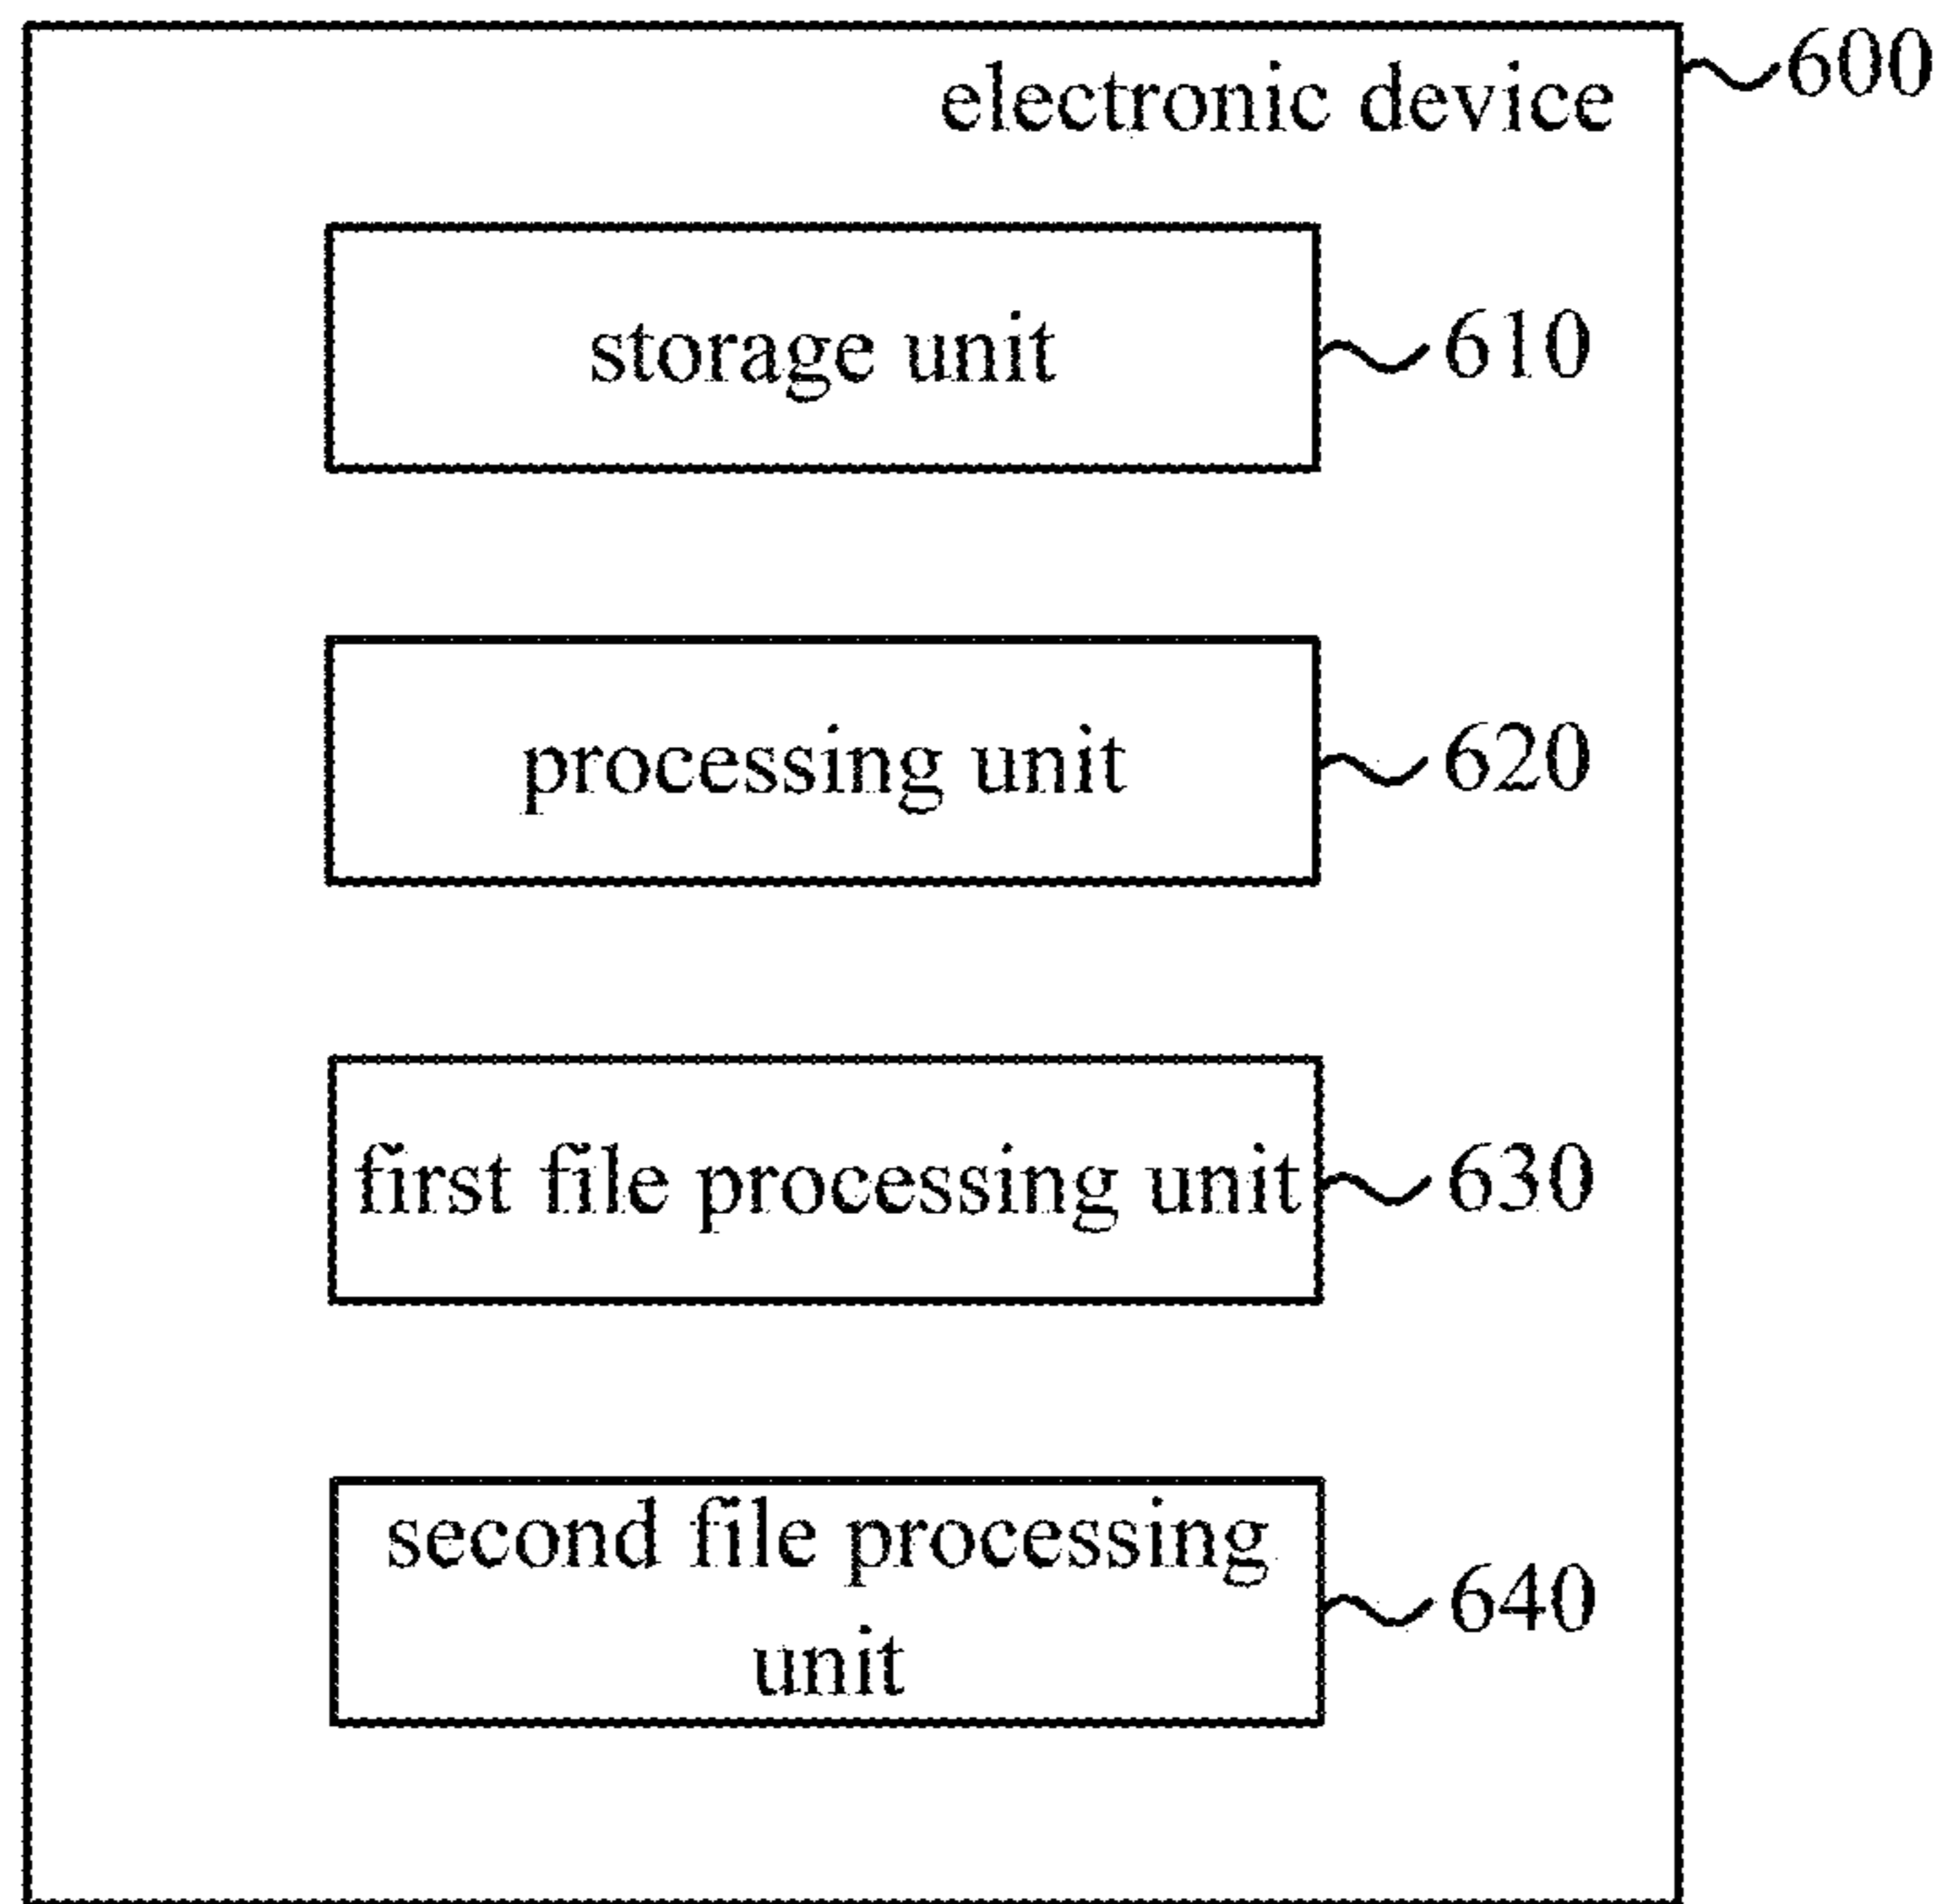 electronic device 600
storage unit 610
processing unit 620
first file processing unit 630
second file processing
unit
640